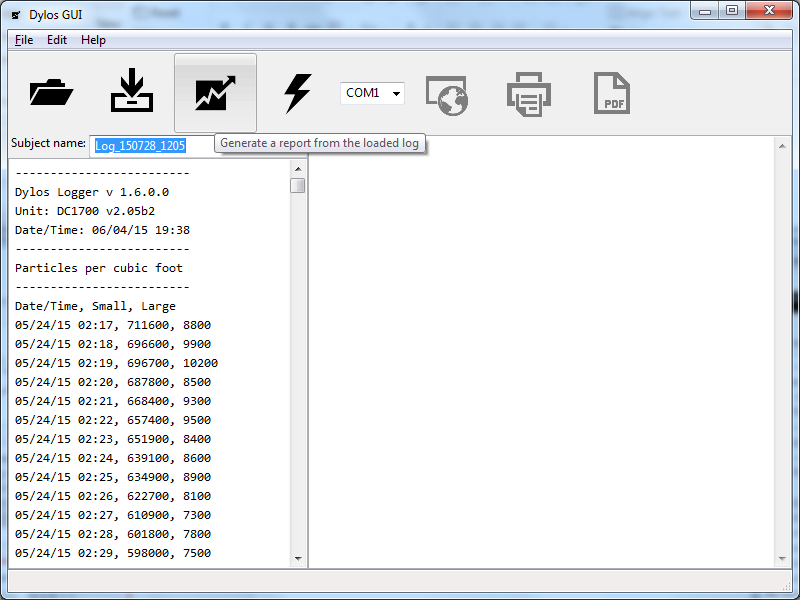 Dylos GUI
File Edit Help
COM1
PDF
Subject name: Log_150728_1205
Generate a report from the loaded log
-------------------------
Dylos Logger v 1.6.0.0
Unit: DC1700 v2.05b2
Date/Time: 06/04/15 19:38
-------------------------
Particles per cubic foot
-------------------------
Date/Time, Small, Large
05/24/15 02:17, 711600, 8800
05/24/15 02:18, 696600, 9900
05/24/15 02:19, 696700, 10200
05/24/15 02:20, 687800, 8500
05/24/15 02:21, 668400, 9300
05/24/15 02:22, 657400, 9500
05/24/15 02:23, 651900, 8400
05/24/15 02:24, 639100, 8600
05/24/15 02:25, 634900, 8900
05/24/15 02:26, 622700, 8100
05/24/15 02:27, 610900, 7300
05/24/15 02:28, 601800, 7800
05/24/15 02:29, 598000, 7500